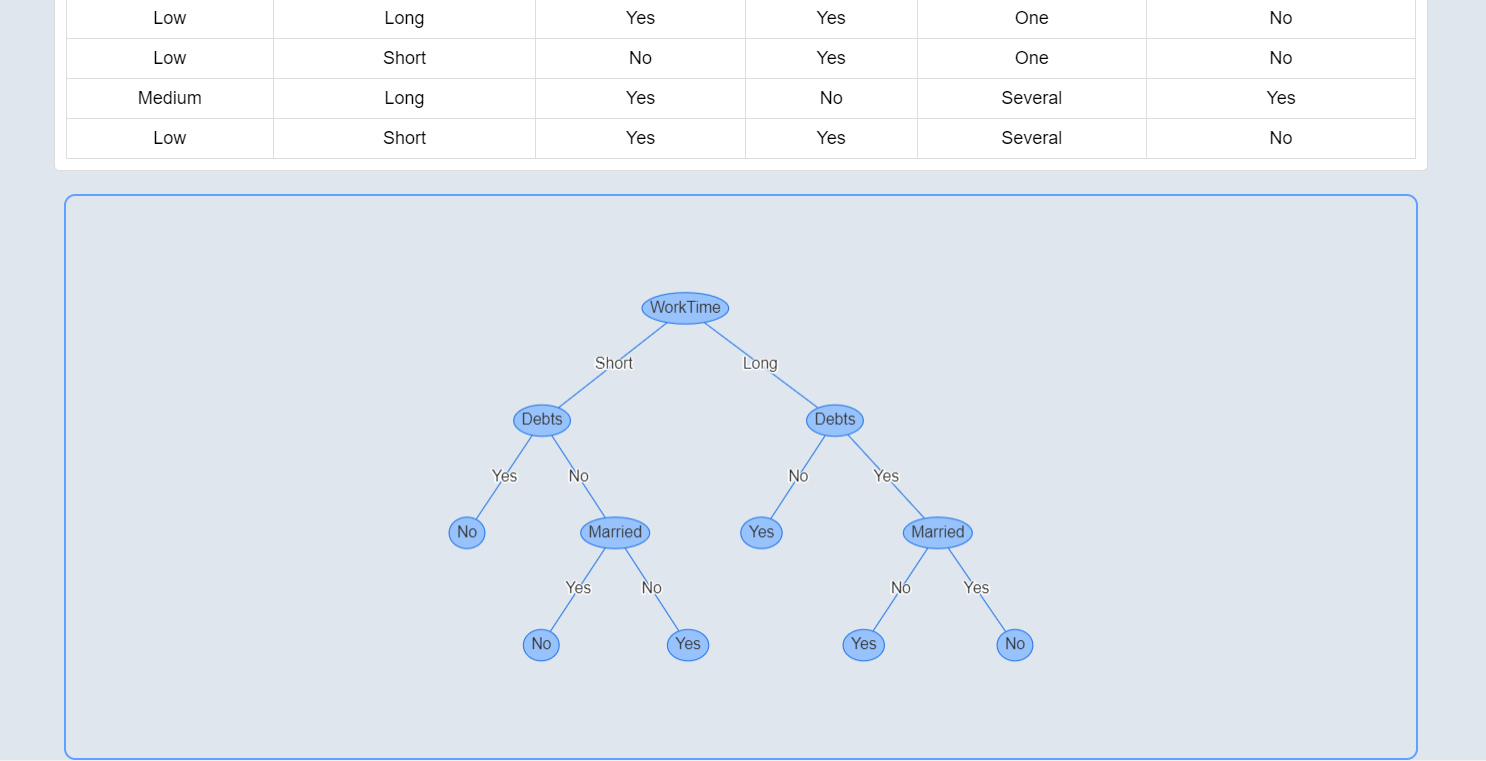 Low Long Yes Yes One No
Low Short No Yes One No
Medium Long Yes No Several Yes
Low Short Yes Yes Several No
WorkTime
Short Long
Debts Debts
Yes No No Yes
No Married Yes Married
Yes No No Yes
No Yes Yes No